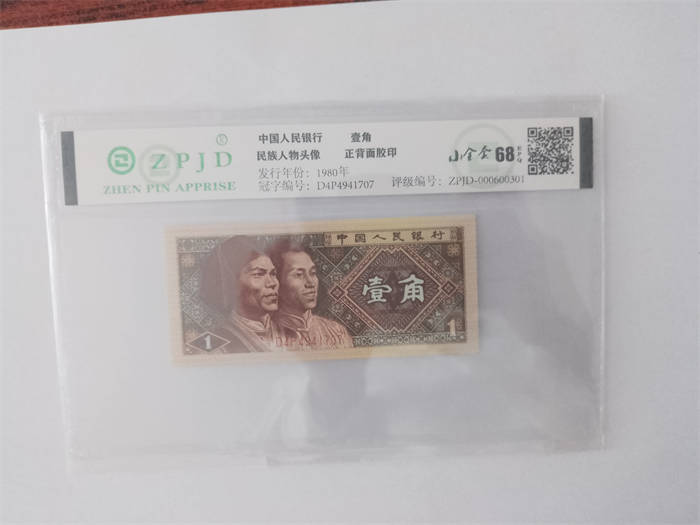 ZPJD
ZHEN PIN APPRISE
中国人民银行 壹角
民族人物头像 正背面胶印
发行年份：1980年
冠字编号：D4P4941707 评级编号：ZPJD-000600301
68
EPQ
中国人民银行
壹角
1
1
D4P4941707